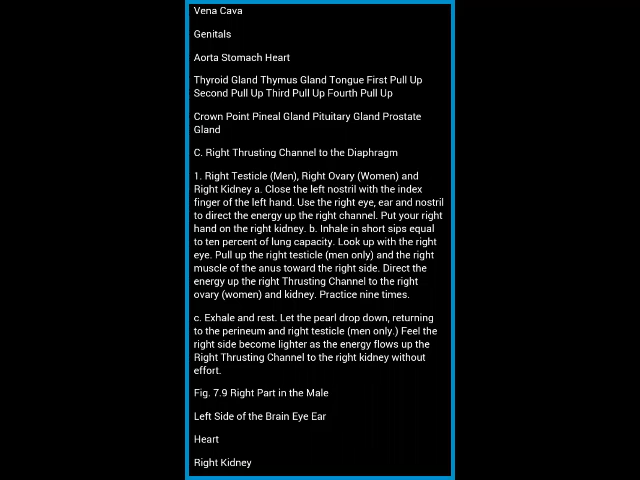 Vena Cava
Genitals
Aorta Stomach Heart
Thyroid Gland Thymus Gland Tongue First Pull Up
Second Pull Up Third Pull Up Fourth Pull Up
Crown Point Pineal Gland Pituitary Gland Prostate
Gland
C. Right Thrusting Channel to the Diaphragm
1. Right Testicle (Men), Right Ovary (Women) and
Right Kidney a. Close the left nostril with the index
finger of the left hand. Use the right eye, ear and nostril
to direct the energy up the right channel. Put your right
hand on the right kidney. b. Inhale in short sips equal
to ten percent of lung capacity. Look up with the right
eye. Pull up the right testicle (men only) and the right
muscle of the anus toward the right side. Direct the
energy up the right Thrusting Channel to the right
ovary (women) and kidney. Practice nine times.
c. Exhale and rest. Let the pearl drop down, returning
to the perineum and right testicle (men only.) Feel the
right side become lighter as the energy flows up the
Right Thrusting Channel to the right kidney without
effort.
Fig. 7.9 Right Part in the Male
Left Side of the Brain Eye Ear
Heart
Right Kidney